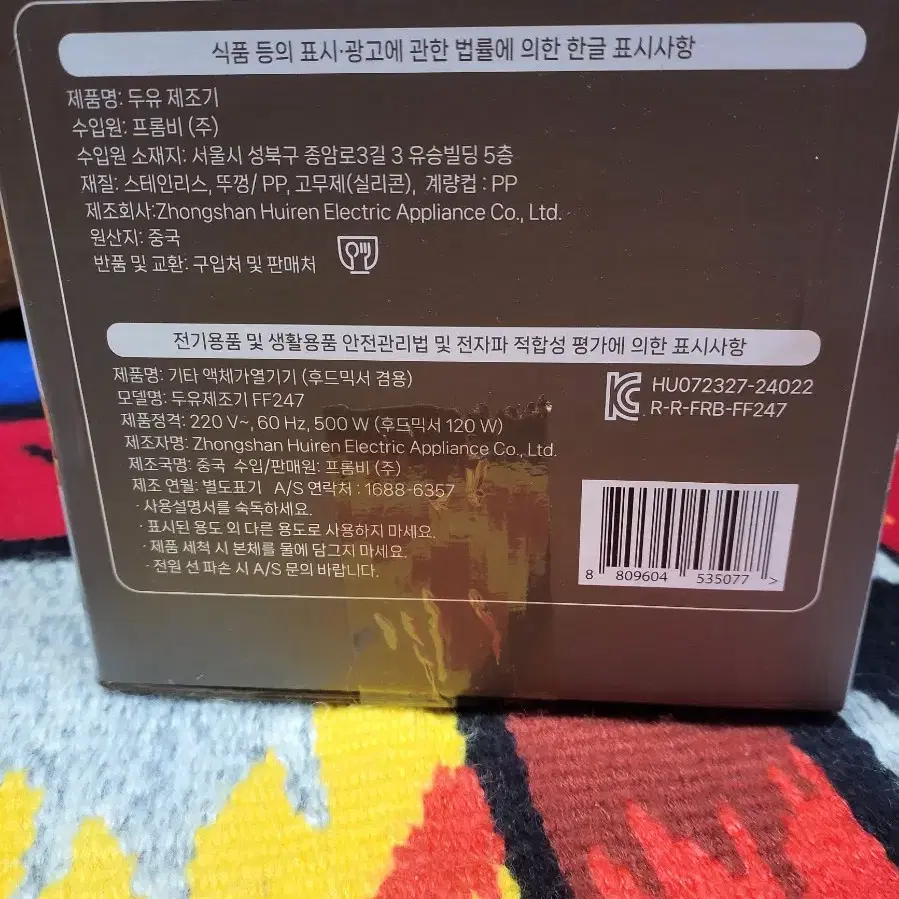 식품 등의 표시·광고에 관한 법률에 의한 한글 표시사항
제품명: 두유 제조기
수입원: 프롬비 (주)
수입원 소재지: 서울시 성북구 종암로3길 3 유승빌딩 5층
재질: 스테인리스, 뚜껑/ PP, 고무제(실리콘), 계량컵 : PP
제조회사:Zhongshan Huiren Electric Appliance Co., Ltd.
원산지: 중국
반품 및 교환: 구입처 및 판매처
전기용품 및 생활용품 안전관리법 및 전자파 적합성 평가에 의한 표시사항
제품명: 기타 액체가열기기 (후드믹서 겸용)
모델명: 두유제조기 FF247
제품정격: 220 V~, 60 Hz, 500 W (후드믹서 120 W)
제조자명: Zhongshan Huiren Electric Appliance Co., Ltd.
제조국명: 중국 수입/판매원: 프롬비 (주)
제조 연월: 별도표기 A/S 연락처 : 1688-6357
· 사용설명서를 숙독하세요.
· 표시된 용도 외 다른 용도로 사용하지 마세요.
· 제품 세척 시 본체를 물에 담그지 마세요.
· 전원 선 파손 시 A/S 문의 바랍니다.
HU072327-24022
R-R-FRB-FF247
8 809604 535077 >